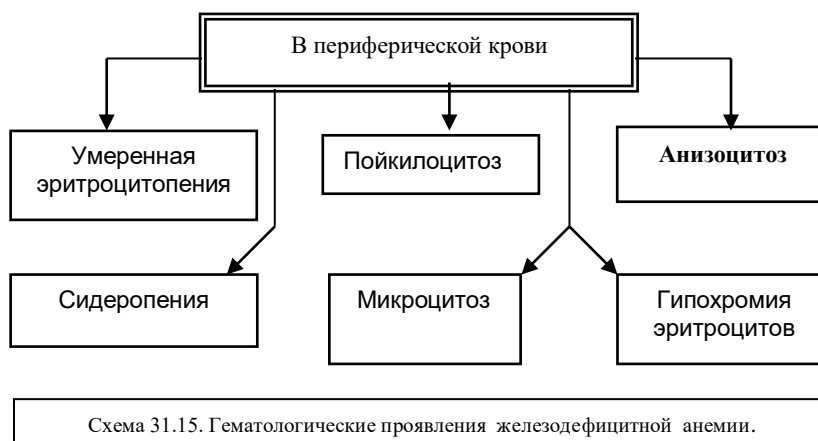 В периферической крови
Умеренная
эритроцитопения
Пойкилоцитоз
Анизоцитоз
Сидеропения
Микроцитоз
Гипохромия
эритроцитов
Схема 31.15. Гематологические проявления железодефицитной анемии.